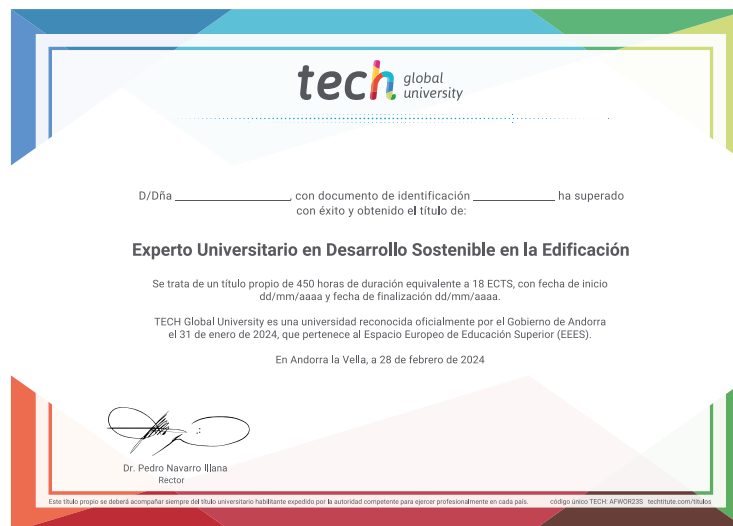 tech global university
D/Dña ____________________, con documento de identificación ______________ ha superado
con éxito y obtenido el título de:
Experto Universitario en Desarrollo Sostenible en la Edificación
Se trata de un título propio de 450 horas de duración equivalente a 18 ECTS, con fecha de inicio
dd/mm/aaaa y fecha de finalización dd/mm/aaaa.
TECH Global University es una universidad reconocida oficialmente por el Gobierno de Andorra
el 31 de enero de 2024, que pertenece al Espacio Europeo de Educación Superior (EEES).
En Andorra la Vella, a 28 de febrero de 2024
Dr. Pedro Navarro Illana
Rector
Este título propio se deberá acompañar siempre del título universitario habilitante expedido por la autoridad competente para ejercer profesionalmente en cada país. código único TECH: AFWOR23S techtitute.com/titulos